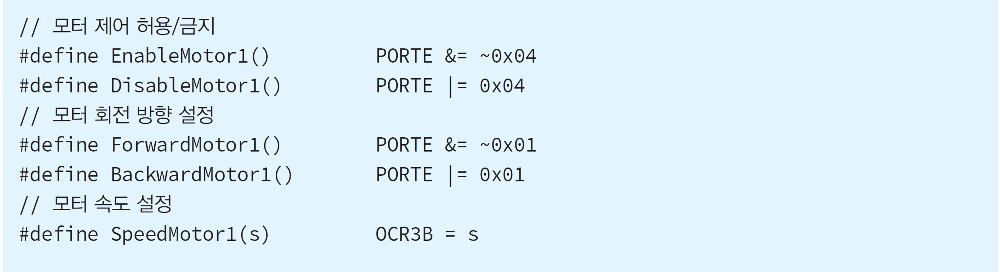 // 모터 제어 허용/금지
#define EnableMotor1() PORTE &= ~0x04
#define DisableMotor1() PORTE |= 0x04
// 모터 회전 방향 설정
#define ForwardMotor1() PORTE &= ~0x01
#define BackwardMotor1() PORTE |= 0x01
// 모터 속도 설정
#define SpeedMotor1(s) OCR3B = s